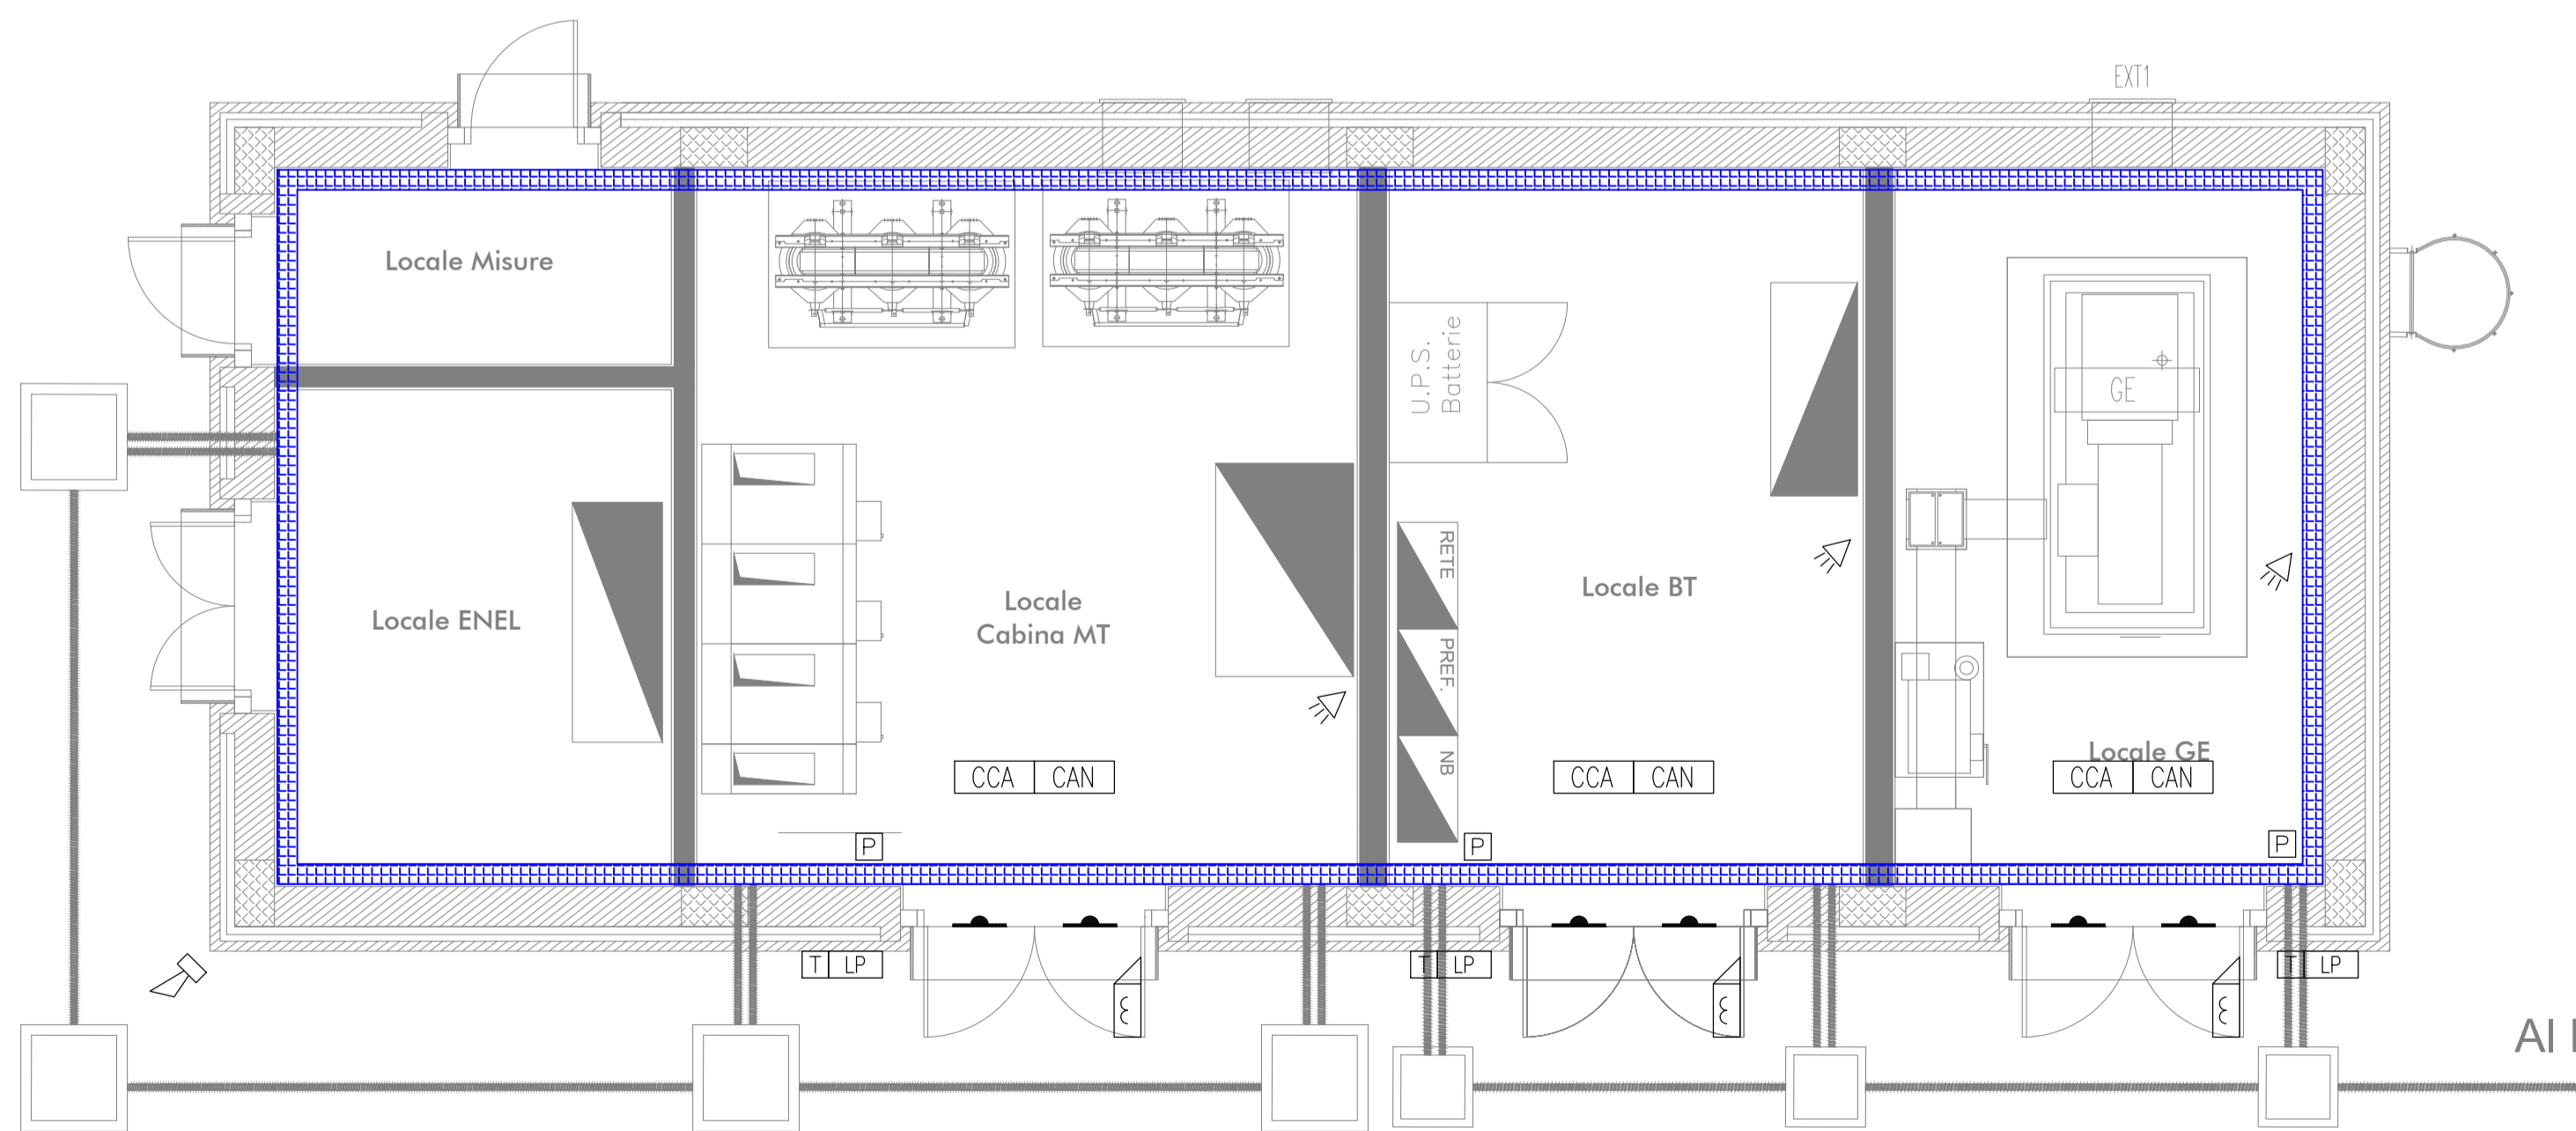 EXT1
Locale Misure
U.P.S.
Batterie
GE
RETE
PREF.
NB
Locale ENEL
Locale
Cabina MT
Locale BT
Locale GE
CCA CAN
CCA CAN
CCA CAN
P
P
P
T LP
T LP
T LP
Al